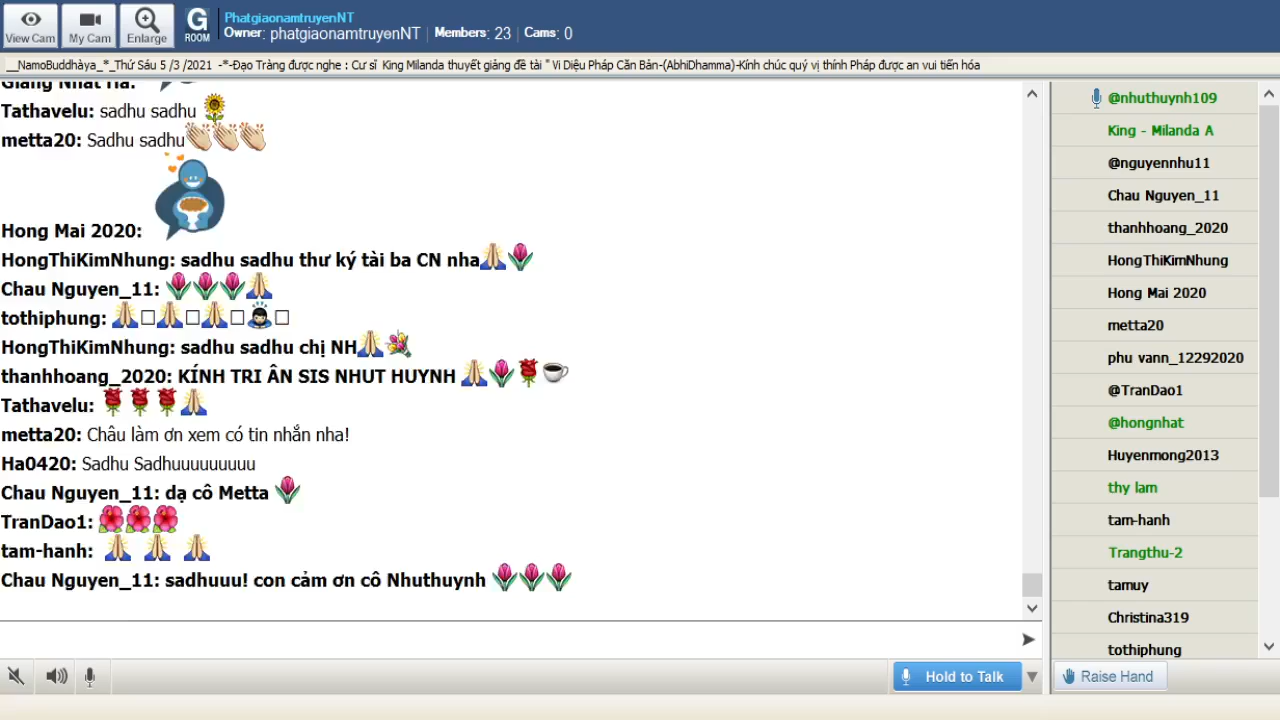 View Cam
My Cam
Enlarge
G
ROOM
PhatgiaonamtruyenNT
Owner: phatgiaonamtruyenNT Members: 23 Cams: 0
__NamoBuddhàya_*_Thứ Sáu 5 /3 /2021 -*-Đạo Tràng được nghe : Cư sĩ King Milanda thuyết giảng đề tài " Vi Diệu Pháp Căn Bản-(AbhiDhamma)-Kính chúc quý vị thính Pháp được an vui tiến hóa
Giang Nhat Ha:
Tathavelu: sadhu sadhu 🌻
metta20: Sadhu sadhu👏👏👏
Hong Mai 2020:
HongThiKimNhung: sadhu sadhu thư ký tài ba CN nha🙏🌷
Chau Nguyen_11: 🌷🌷🌷🙏
tothiphung: 🙏□🙏□🙏□🙇□
HongThiKimNhung: sadhu sadhu chị NH🙏💐
thanhhoang_2020: KÍNH TRI ÂN SIS NHUT HUYNH 🙏🌷🌹☕
Tathavelu: 🌹🌹🌹🙏
metta20: Châu làm ơn xem có tin nhắn nha!
Ha0420: Sadhu Sadhuuuuuuuuu
Chau Nguyen_11: dạ cô Metta 🌷
TranDao1: 🌺🌺🌺
tam-hanh: 🙏 🙏 🙏
Chau Nguyen_11: sadhuuu! con cảm ơn cô Nhuthuynh 🌷🌷🌷
@nhuthuynh109
King - Milanda A
@nguyennhu11
Chau Nguyen_11
thanhhoang_2020
HongThiKimNhung
Hong Mai 2020
metta20
phu vann_12292020
@TranDao1
@hongnhat
Huyenmong2013
thy lam
tam-hanh
Trangthu-2
tamuy
Christina319
tothiphung
Hold to Talk
Raise Hand